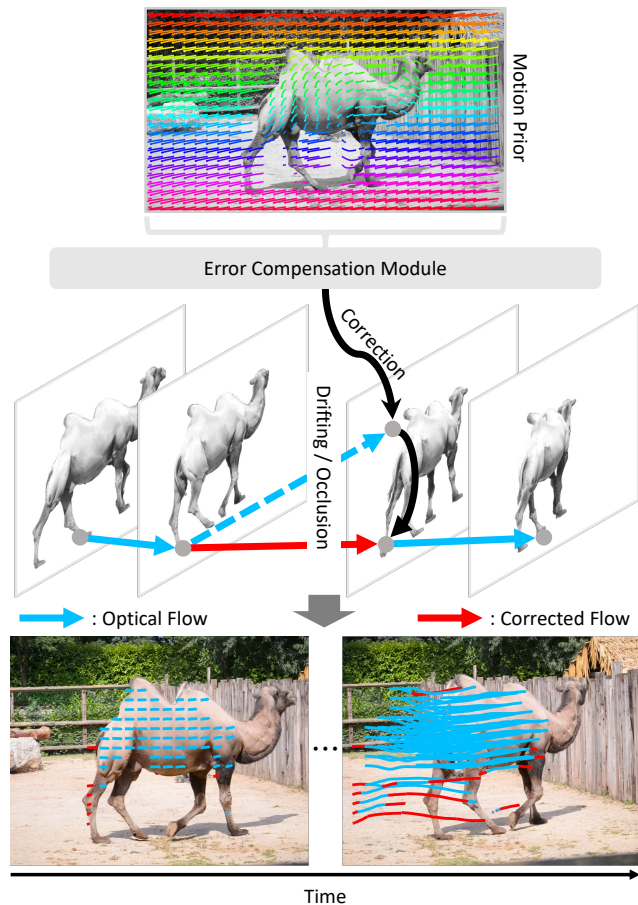 Motion Prior
Error Compensation Module
Correction
Drifting / Occlusion
: Optical Flow
: Corrected Flow
...
Time